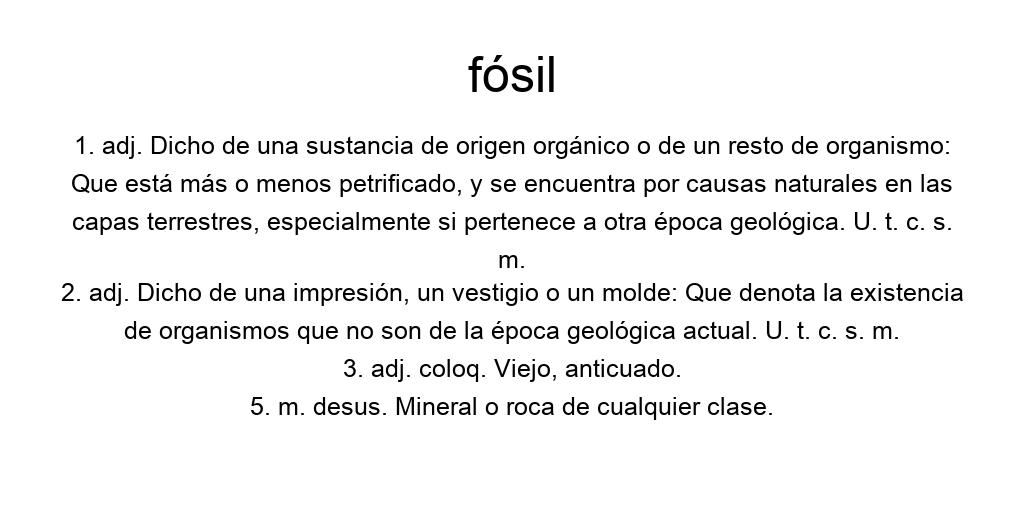 fósil
1. adj. Dicho de una sustancia de origen orgánico o de un resto de organismo:
Que está más o menos petrificado, y se encuentra por causas naturales en las
capas terrestres, especialmente si pertenece a otra época geológica. U. t. c. s.
m.
2. adj. Dicho de una impresión, un vestigio o un molde: Que denota la existencia
de organismos que no son de la época geológica actual. U. t. c. s. m.
3. adj. coloq. Viejo, anticuado.
5. m. desus. Mineral o roca de cualquier clase.